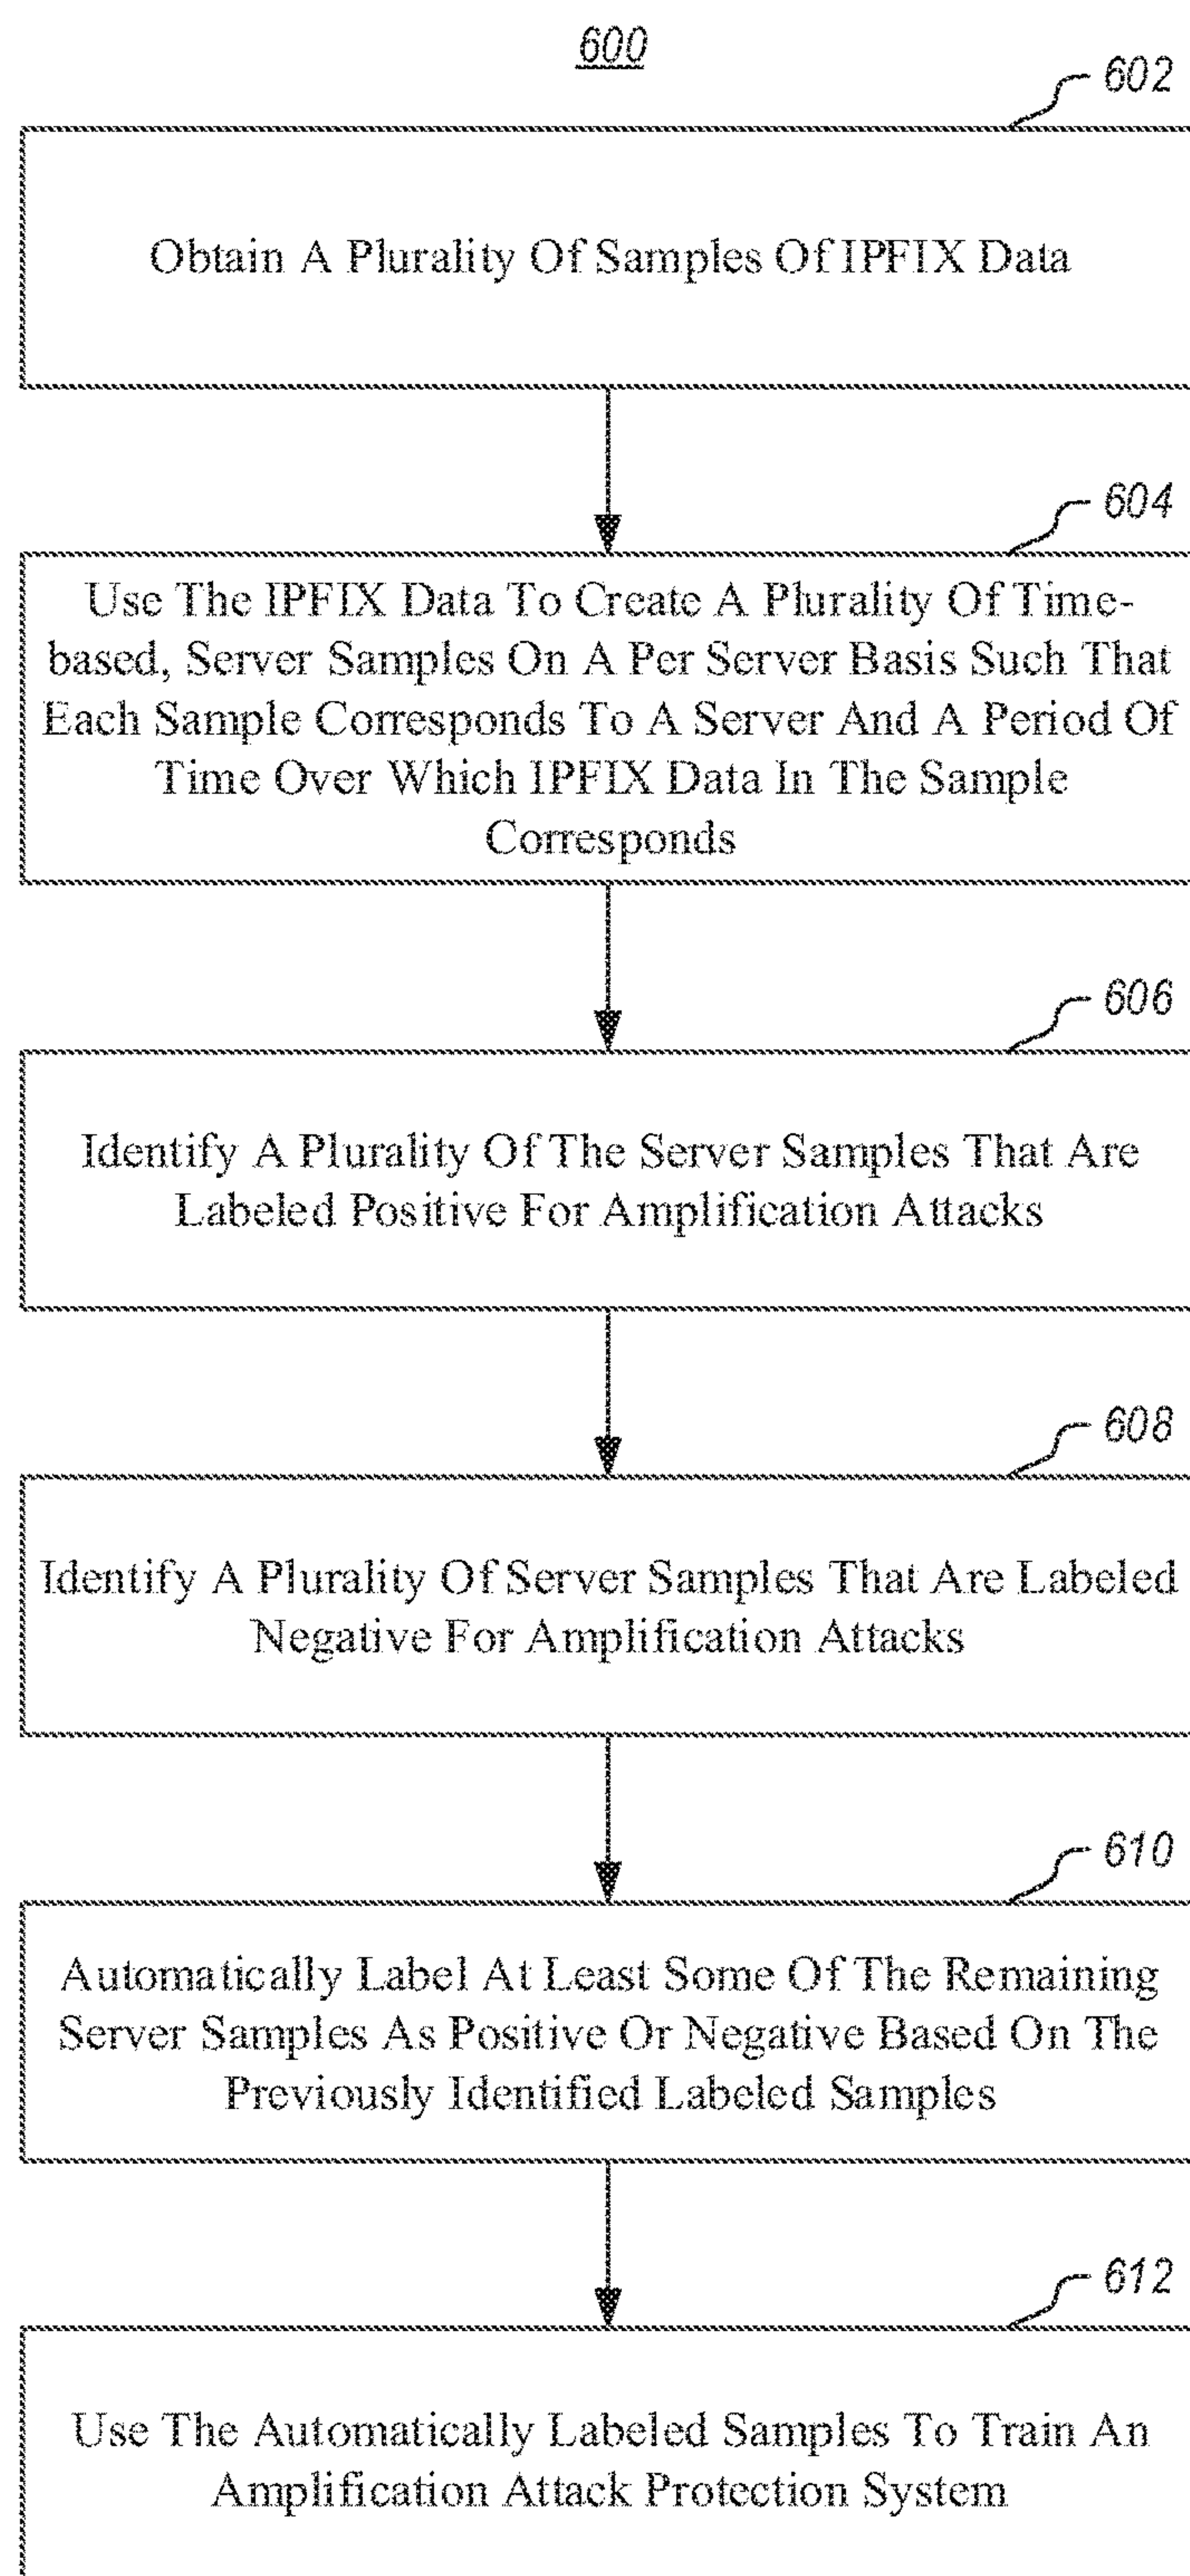 600
602
Obtain A Plurality Of Samples Of IPFIX Data
604
Use The IPFIX Data To Create A Plurality Of Time-
based, Server Samples On A Per Server Basis Such That
Each Sample Corresponds To A Server And A Period Of
Time Over Which IPFIX Data In The Sample
Corresponds
606
Identify A Plurality Of The Server Samples That Are
Labeled Positive For Amplification Attacks
608
Identify A Plurality Of Server Samples That Are Labeled
Negative For Amplification Attacks
610
Automatically Label At Least Some Of The Remaining
Server Samples As Positive Or Negative Based On The
Previously Identified Labeled Samples
612
Use The Automatically Labeled Samples To Train An
Amplification Attack Protection System